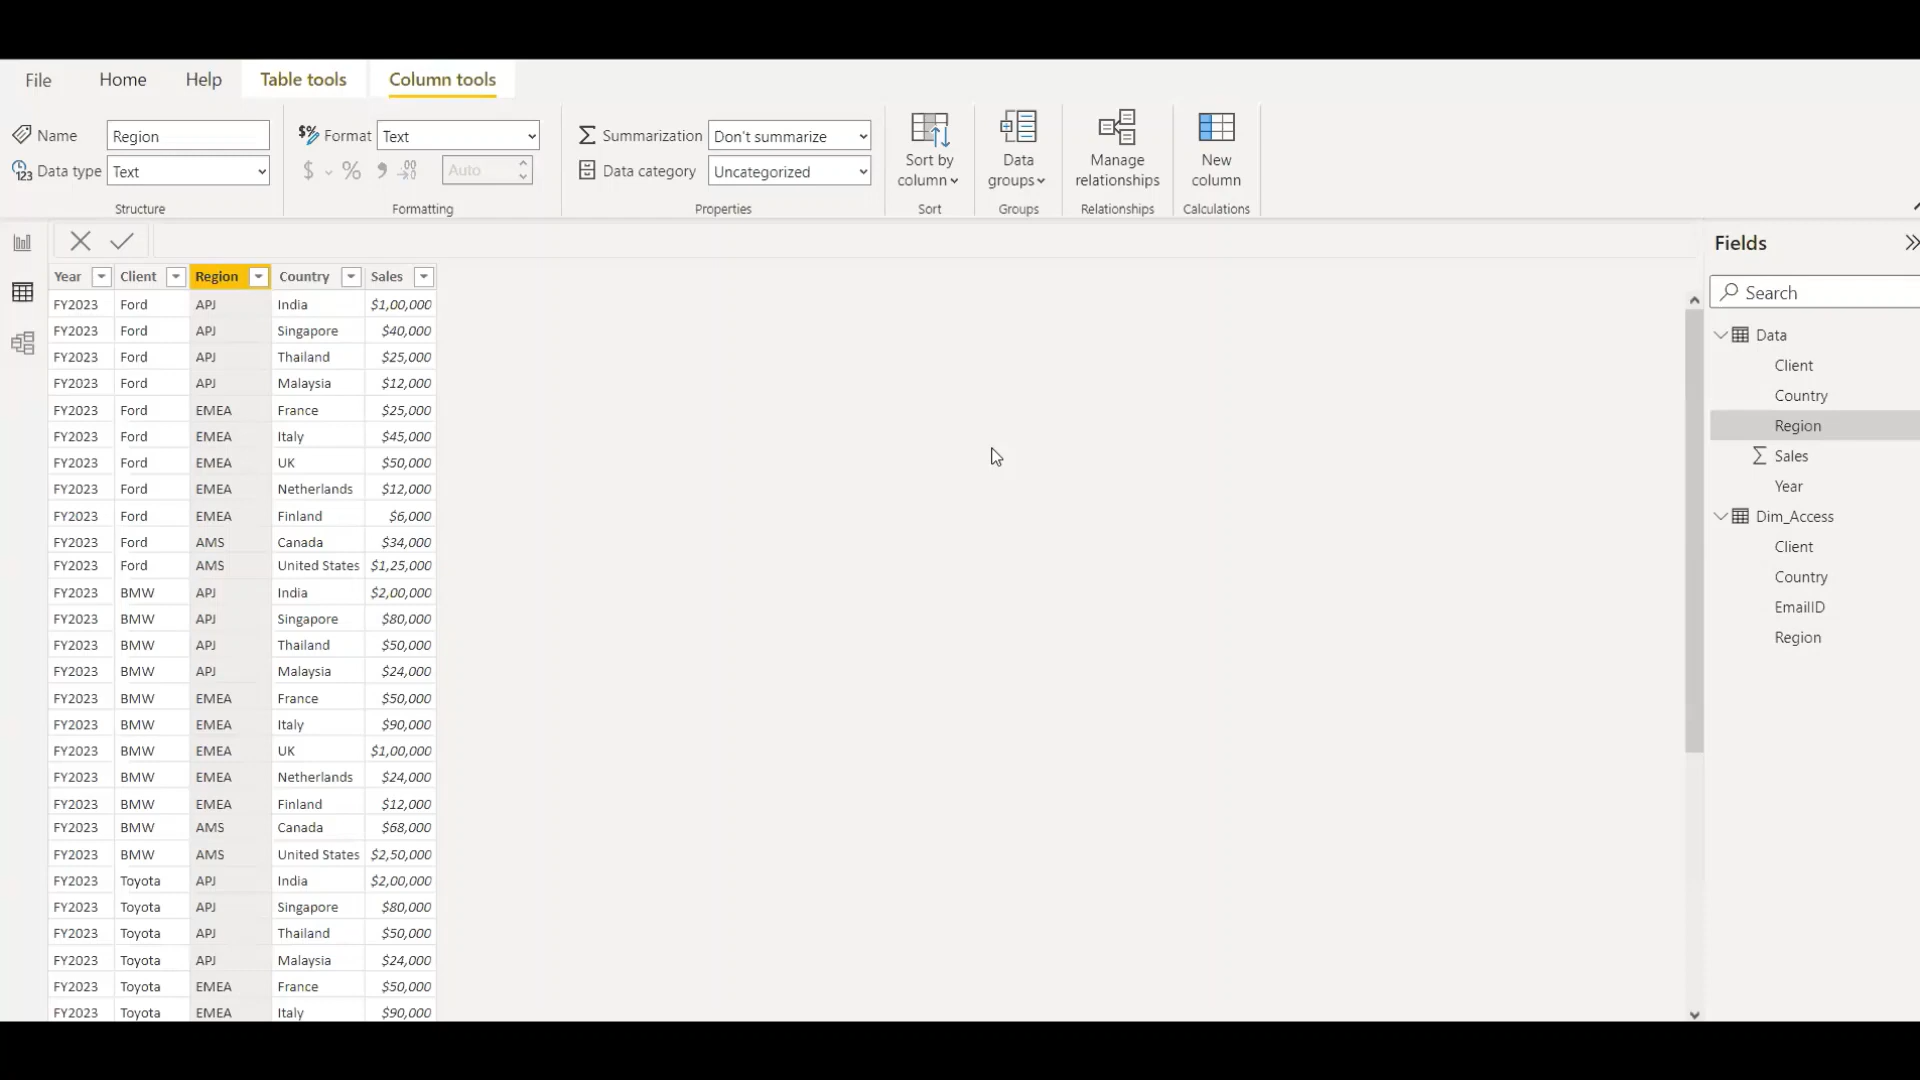 File Home Help Table tools Column tools
Name Region $% Format Text Summarization Don't summarize
Data type Text $ % Auto Data category Uncategorized
Sort by column Data groups Manage relationships New column
Structure Formatting Properties Sort Groups Relationships Calculations
Year Client Region Country Sales
FY2023 Ford APJ India $1,00,000
FY2023 Ford APJ Singapore $40,000
FY2023 Ford APJ Thailand $25,000
FY2023 Ford APJ Malaysia $12,000
FY2023 Ford EMEA France $25,000
FY2023 Ford EMEA Italy $45,000
FY2023 Ford EMEA UK $50,000
FY2023 Ford EMEA Netherlands $12,000
FY2023 Ford EMEA Finland $6,000
FY2023 Ford AMS Canada $34,000
FY2023 Ford AMS United States $1,25,000
FY2023 BMW APJ India $2,00,000
FY2023 BMW APJ Singapore $80,000
FY2023 BMW APJ Thailand $50,000
FY2023 BMW APJ Malaysia $24,000
FY2023 BMW EMEA France $50,000
FY2023 BMW EMEA Italy $90,000
FY2023 BMW EMEA UK $1,00,000
FY2023 BMW EMEA Netherlands $24,000
FY2023 BMW EMEA Finland $12,000
FY2023 BMW AMS Canada $68,000
FY2023 BMW AMS United States $2,50,000
FY2023 Toyota APJ India $2,00,000
FY2023 Toyota APJ Singapore $80,000
FY2023 Toyota APJ Thailand $50,000
FY2023 Toyota APJ Malaysia $24,000
FY2023 Toyota EMEA France $50,000
FY2023 Toyota EMEA Italy $90,000
Fields
Search
Data
Client
Country
Region
Sales
Year
Dim_Access
Client
Country
EmailID
Region